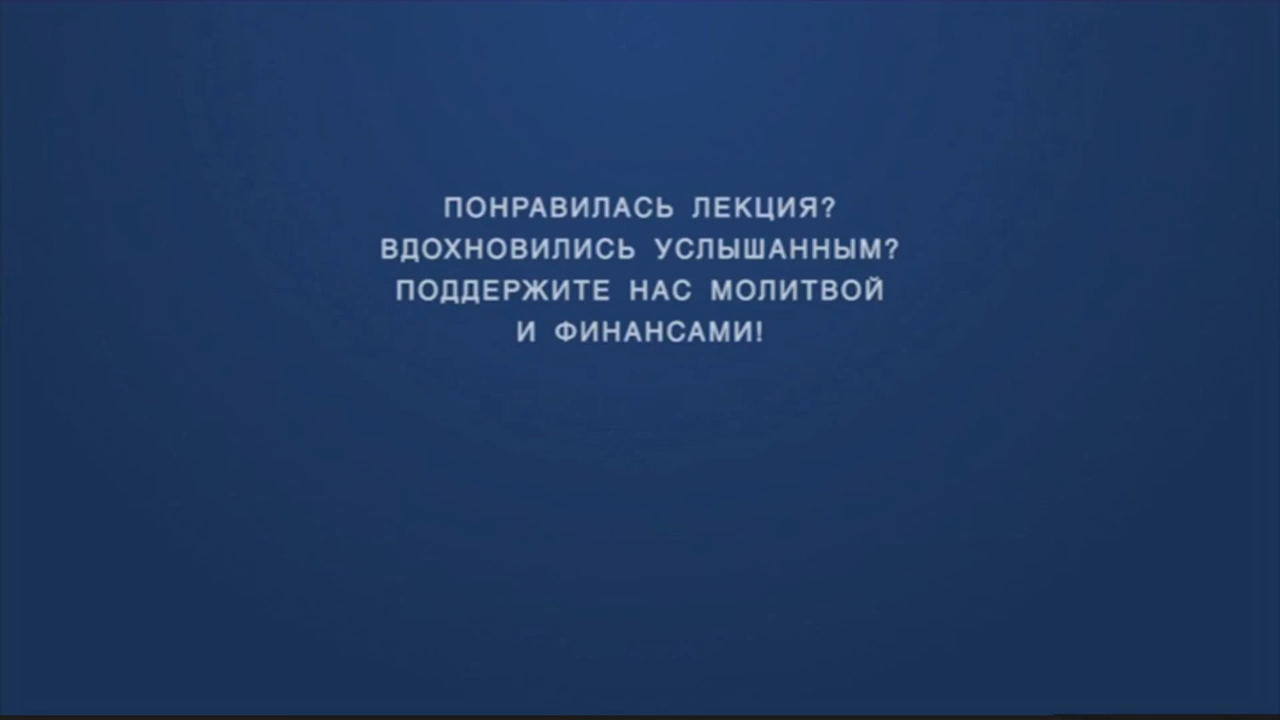 ПОНРАВИЛАСЬ ЛЕКЦИЯ?
ВДОХНОВИЛИСЬ УСЛЫШАННЫМ?
ПОДДЕРЖИТЕ НАС МОЛИТВОЙ
И ФИНАНСАМИ!